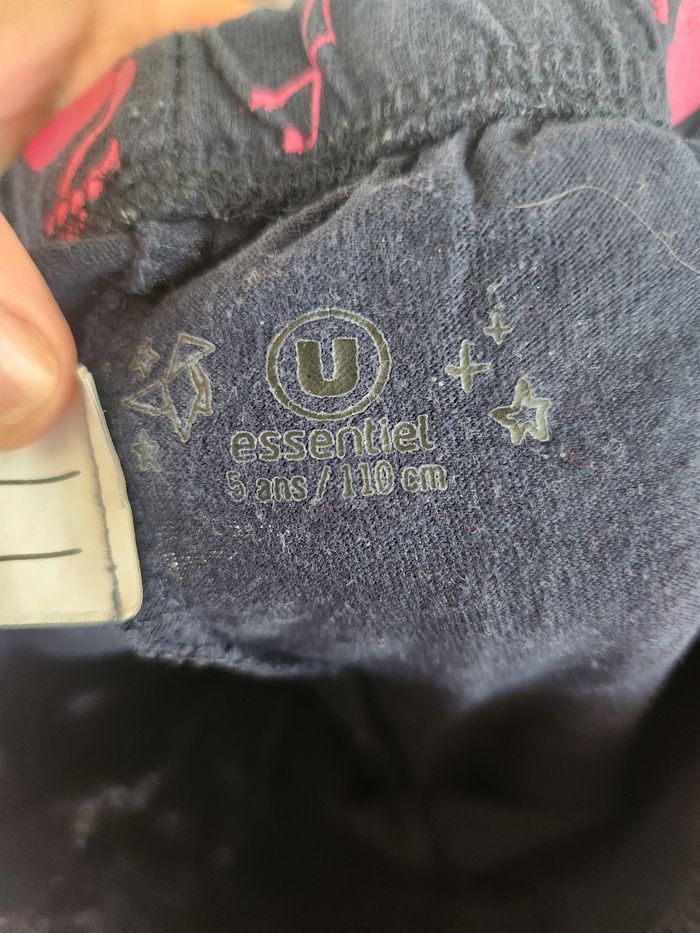 U
essentiel
5 ans / 110 cm